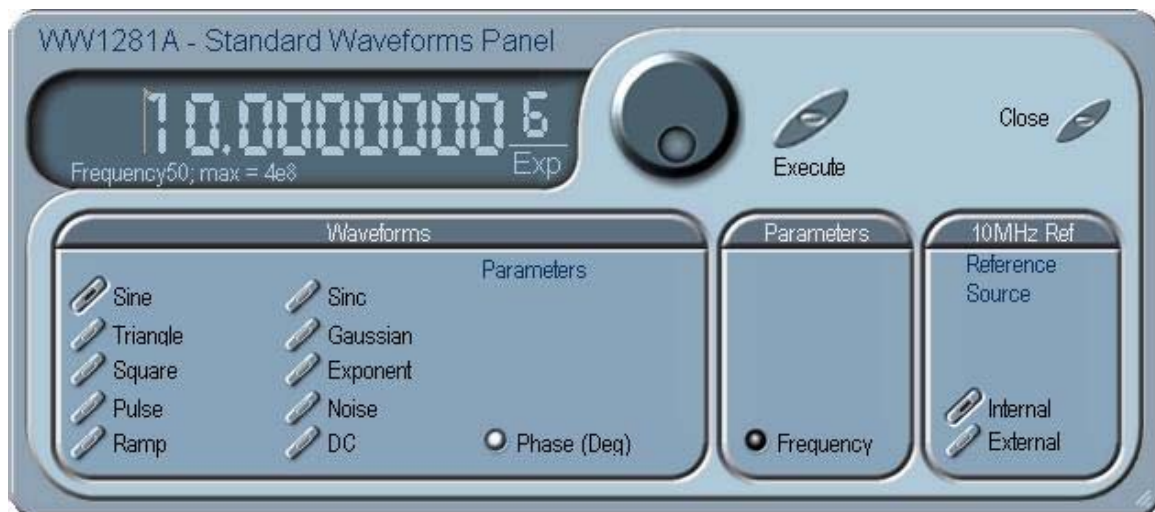 WW1281A - Standard Waveforms Panel
10.0000000 6
Exp
Frequency50; max = 4e8
Execute
Close
Waveforms
Parameters
Sine
Triangle
Square
Pulse
Ramp
Sinc
Gaussian
Exponent
Noise
DC
Phase (Deg)
Parameters
Frequency
10MHz Ref
Reference
Source
Internal
External